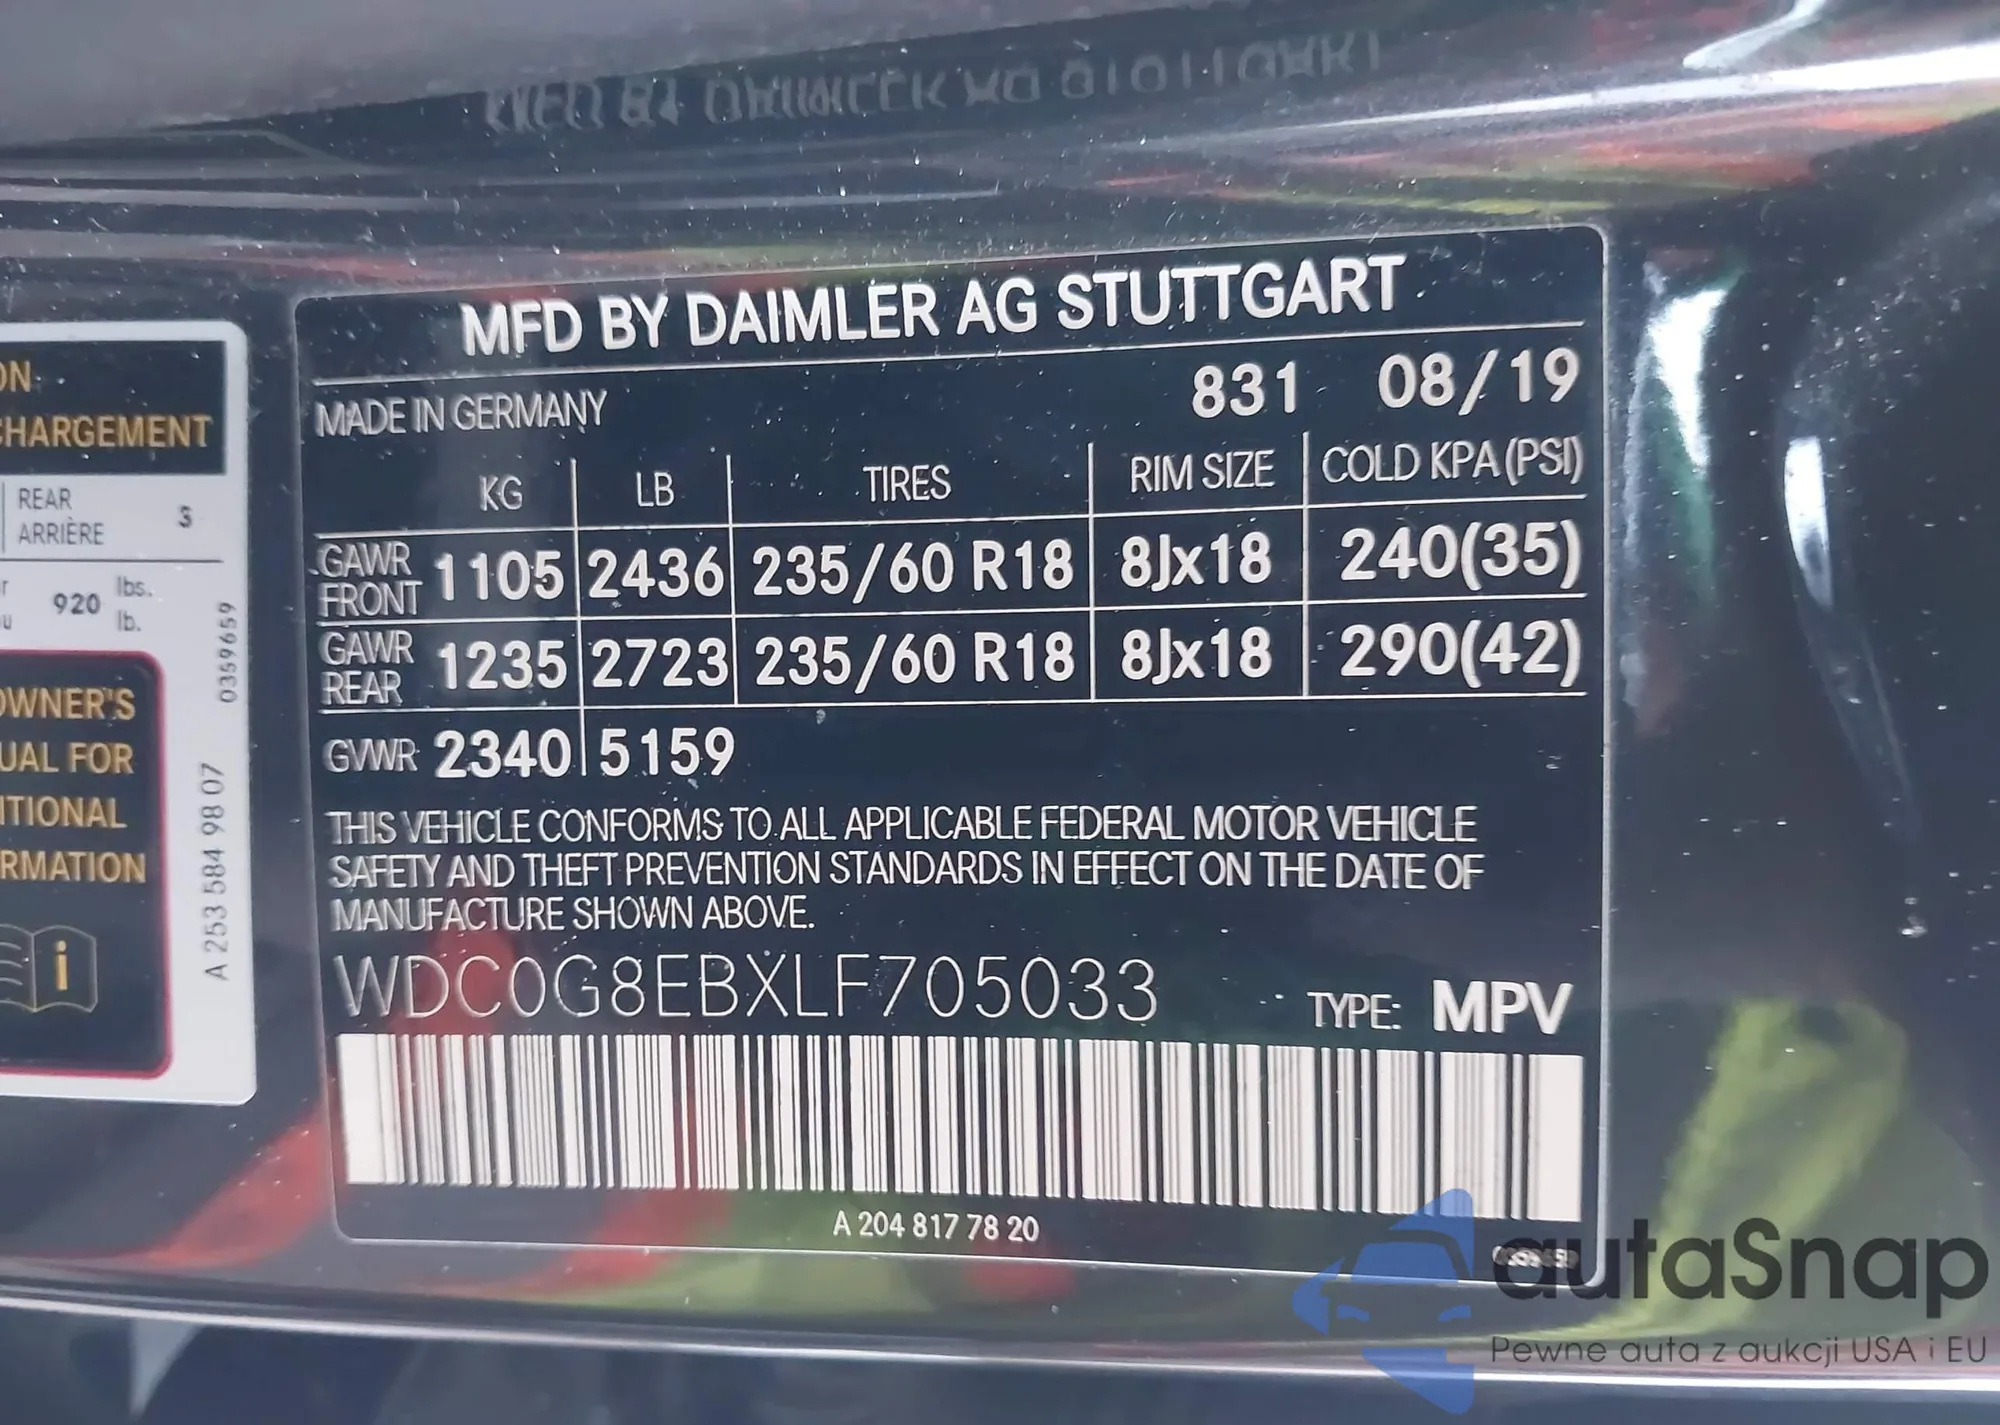 ON
CHARGEMENT
REAR
ARRIÈRE 3
920 lbs.
lb.
0359659
OWNER'S
UAL FOR
ITIONAL
RMATION
i
A 253 584 98 07
MFD BY DAIMLER AG STUTTGART
MADE IN GERMANY 831 08/19
KG LB TIRES RIM SIZE COLD KPA (PSI)
GAWR FRONT 1105 2436 235/60 R18 8Jx18 240(35)
GAWR REAR 1235 2723 235/60 R18 8Jx18 290(42)
GVWR 2340 5159
THIS VEHICLE CONFORMS TO ALL APPLICABLE FEDERAL MOTOR VEHICLE
SAFETY AND THEFT PREVENTION STANDARDS IN EFFECT ON THE DATE OF
MANUFACTURE SHOWN ABOVE.
WDC0G8EBXLF705033 TYPE: MPV
A 204 817 78 20
autaSnap
Pewne auta z aukcji USA i EU